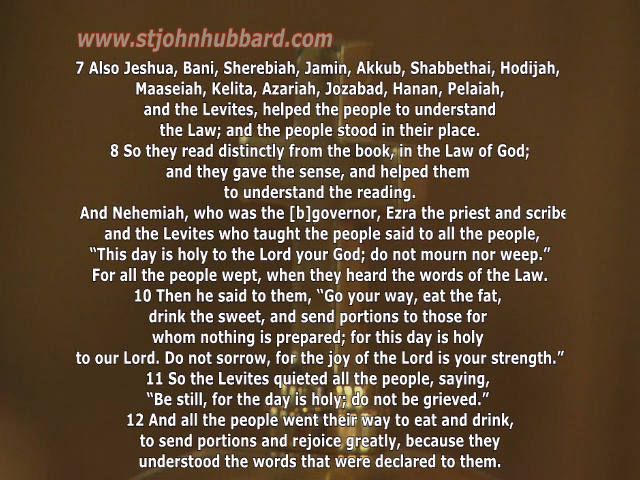 www.stjohnhubbard.com
7 Also Jeshua, Bani, Sherebiah, Jamin, Akkub, Shabbethai, Hodijah,
Maaseiah, Kelita, Azariah, Jozabad, Hanan, Pelaiah,
and the Levites, helped the people to understand
the Law; and the people stood in their place.
8 So they read distinctly from the book, in the Law of God;
and they gave the sense, and helped them
to understand the reading.
And Nehemiah, who was the [b]governor, Ezra the priest and scribe
and the Levites who taught the people said to all the people,
“This day is holy to the Lord your God; do not mourn nor weep.”
For all the people wept, when they heard the words of the Law.
10 Then he said to them, “Go your way, eat the fat,
drink the sweet, and send portions to those for
whom nothing is prepared; for this day is holy
to our Lord. Do not sorrow, for the joy of the Lord is your strength.”
11 So the Levites quieted all the people, saying,
“Be still, for the day is holy; do not be grieved.”
12 And all the people went their way to eat and drink,
to send portions and rejoice greatly, because they
understood the words that were declared to them.